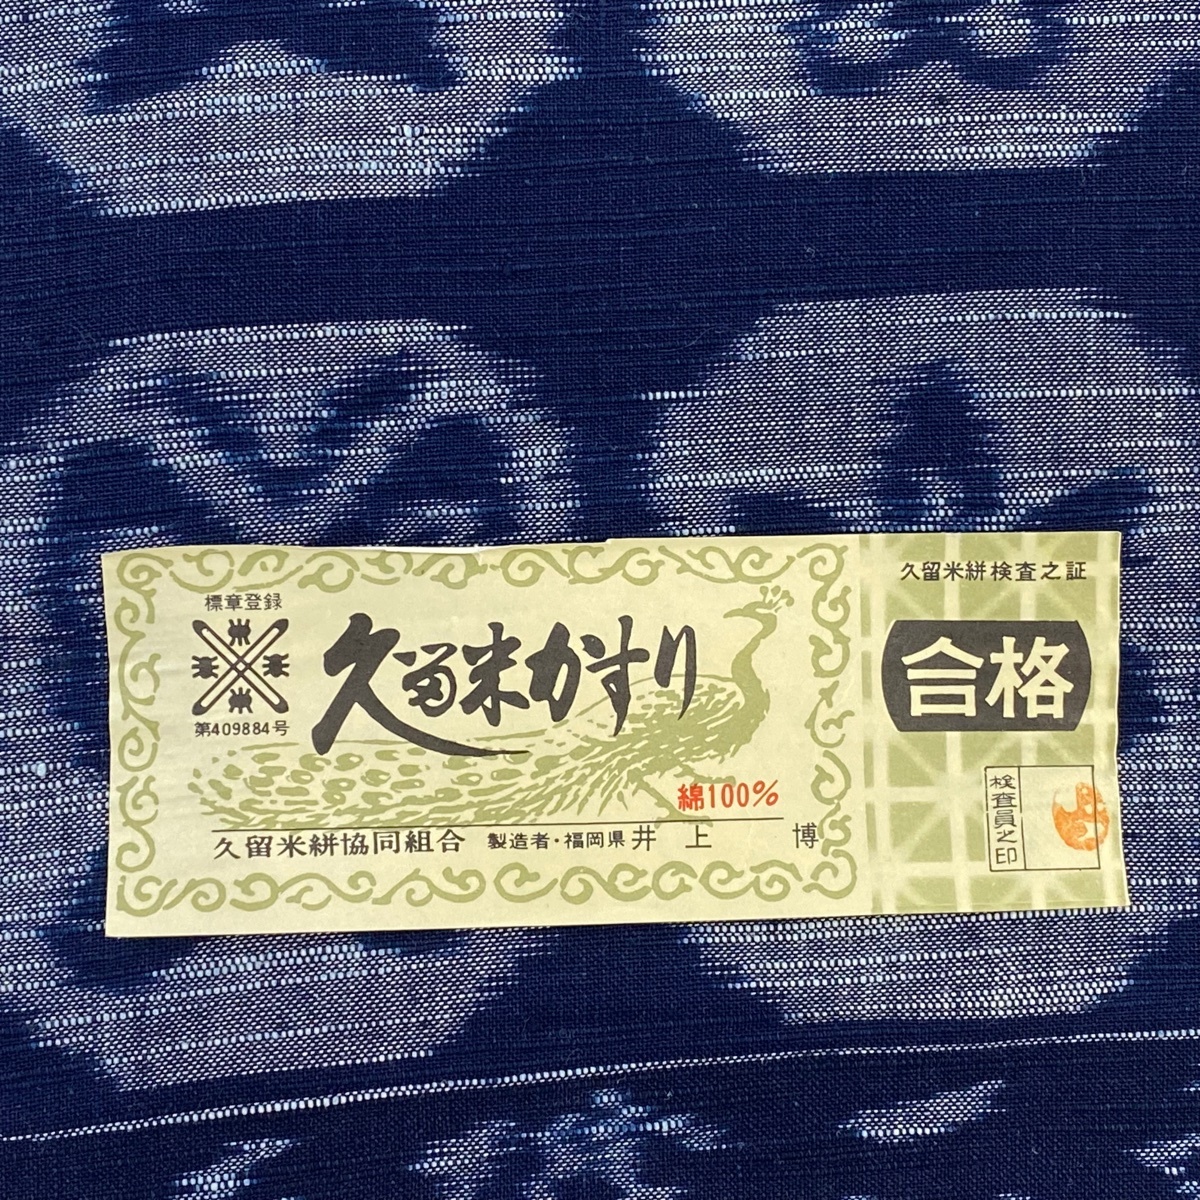 標章登録
第409884号
久留米かすり
綿100%
久留米絣協同組合 製造者・福岡県 井上 博
久留米絣検査之証
合格
検査員之印